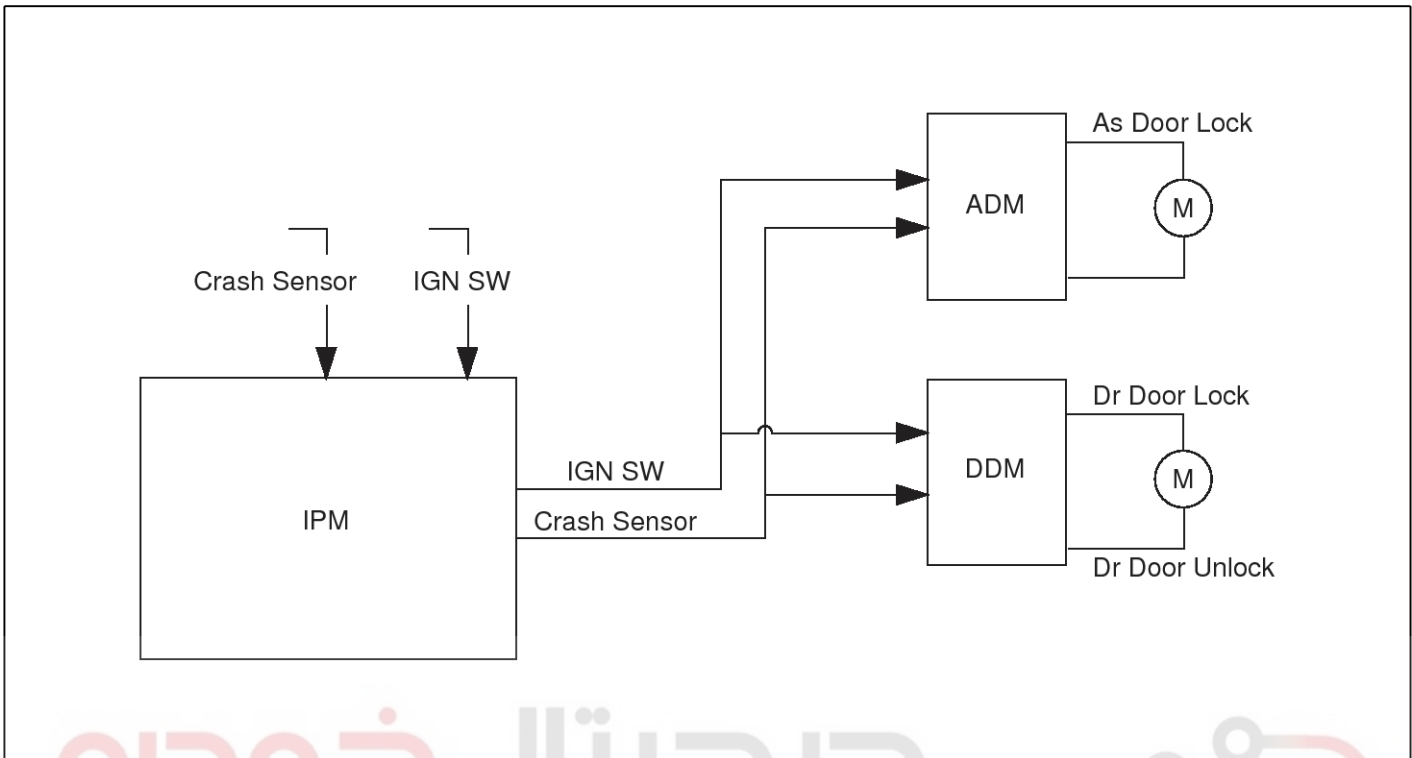 As Door Lock
ADM
M
Crash Sensor
IGN SW
Dr Door Lock
DDM
M
IGN SW
Crash Sensor
IPM
Dr Door Unlock